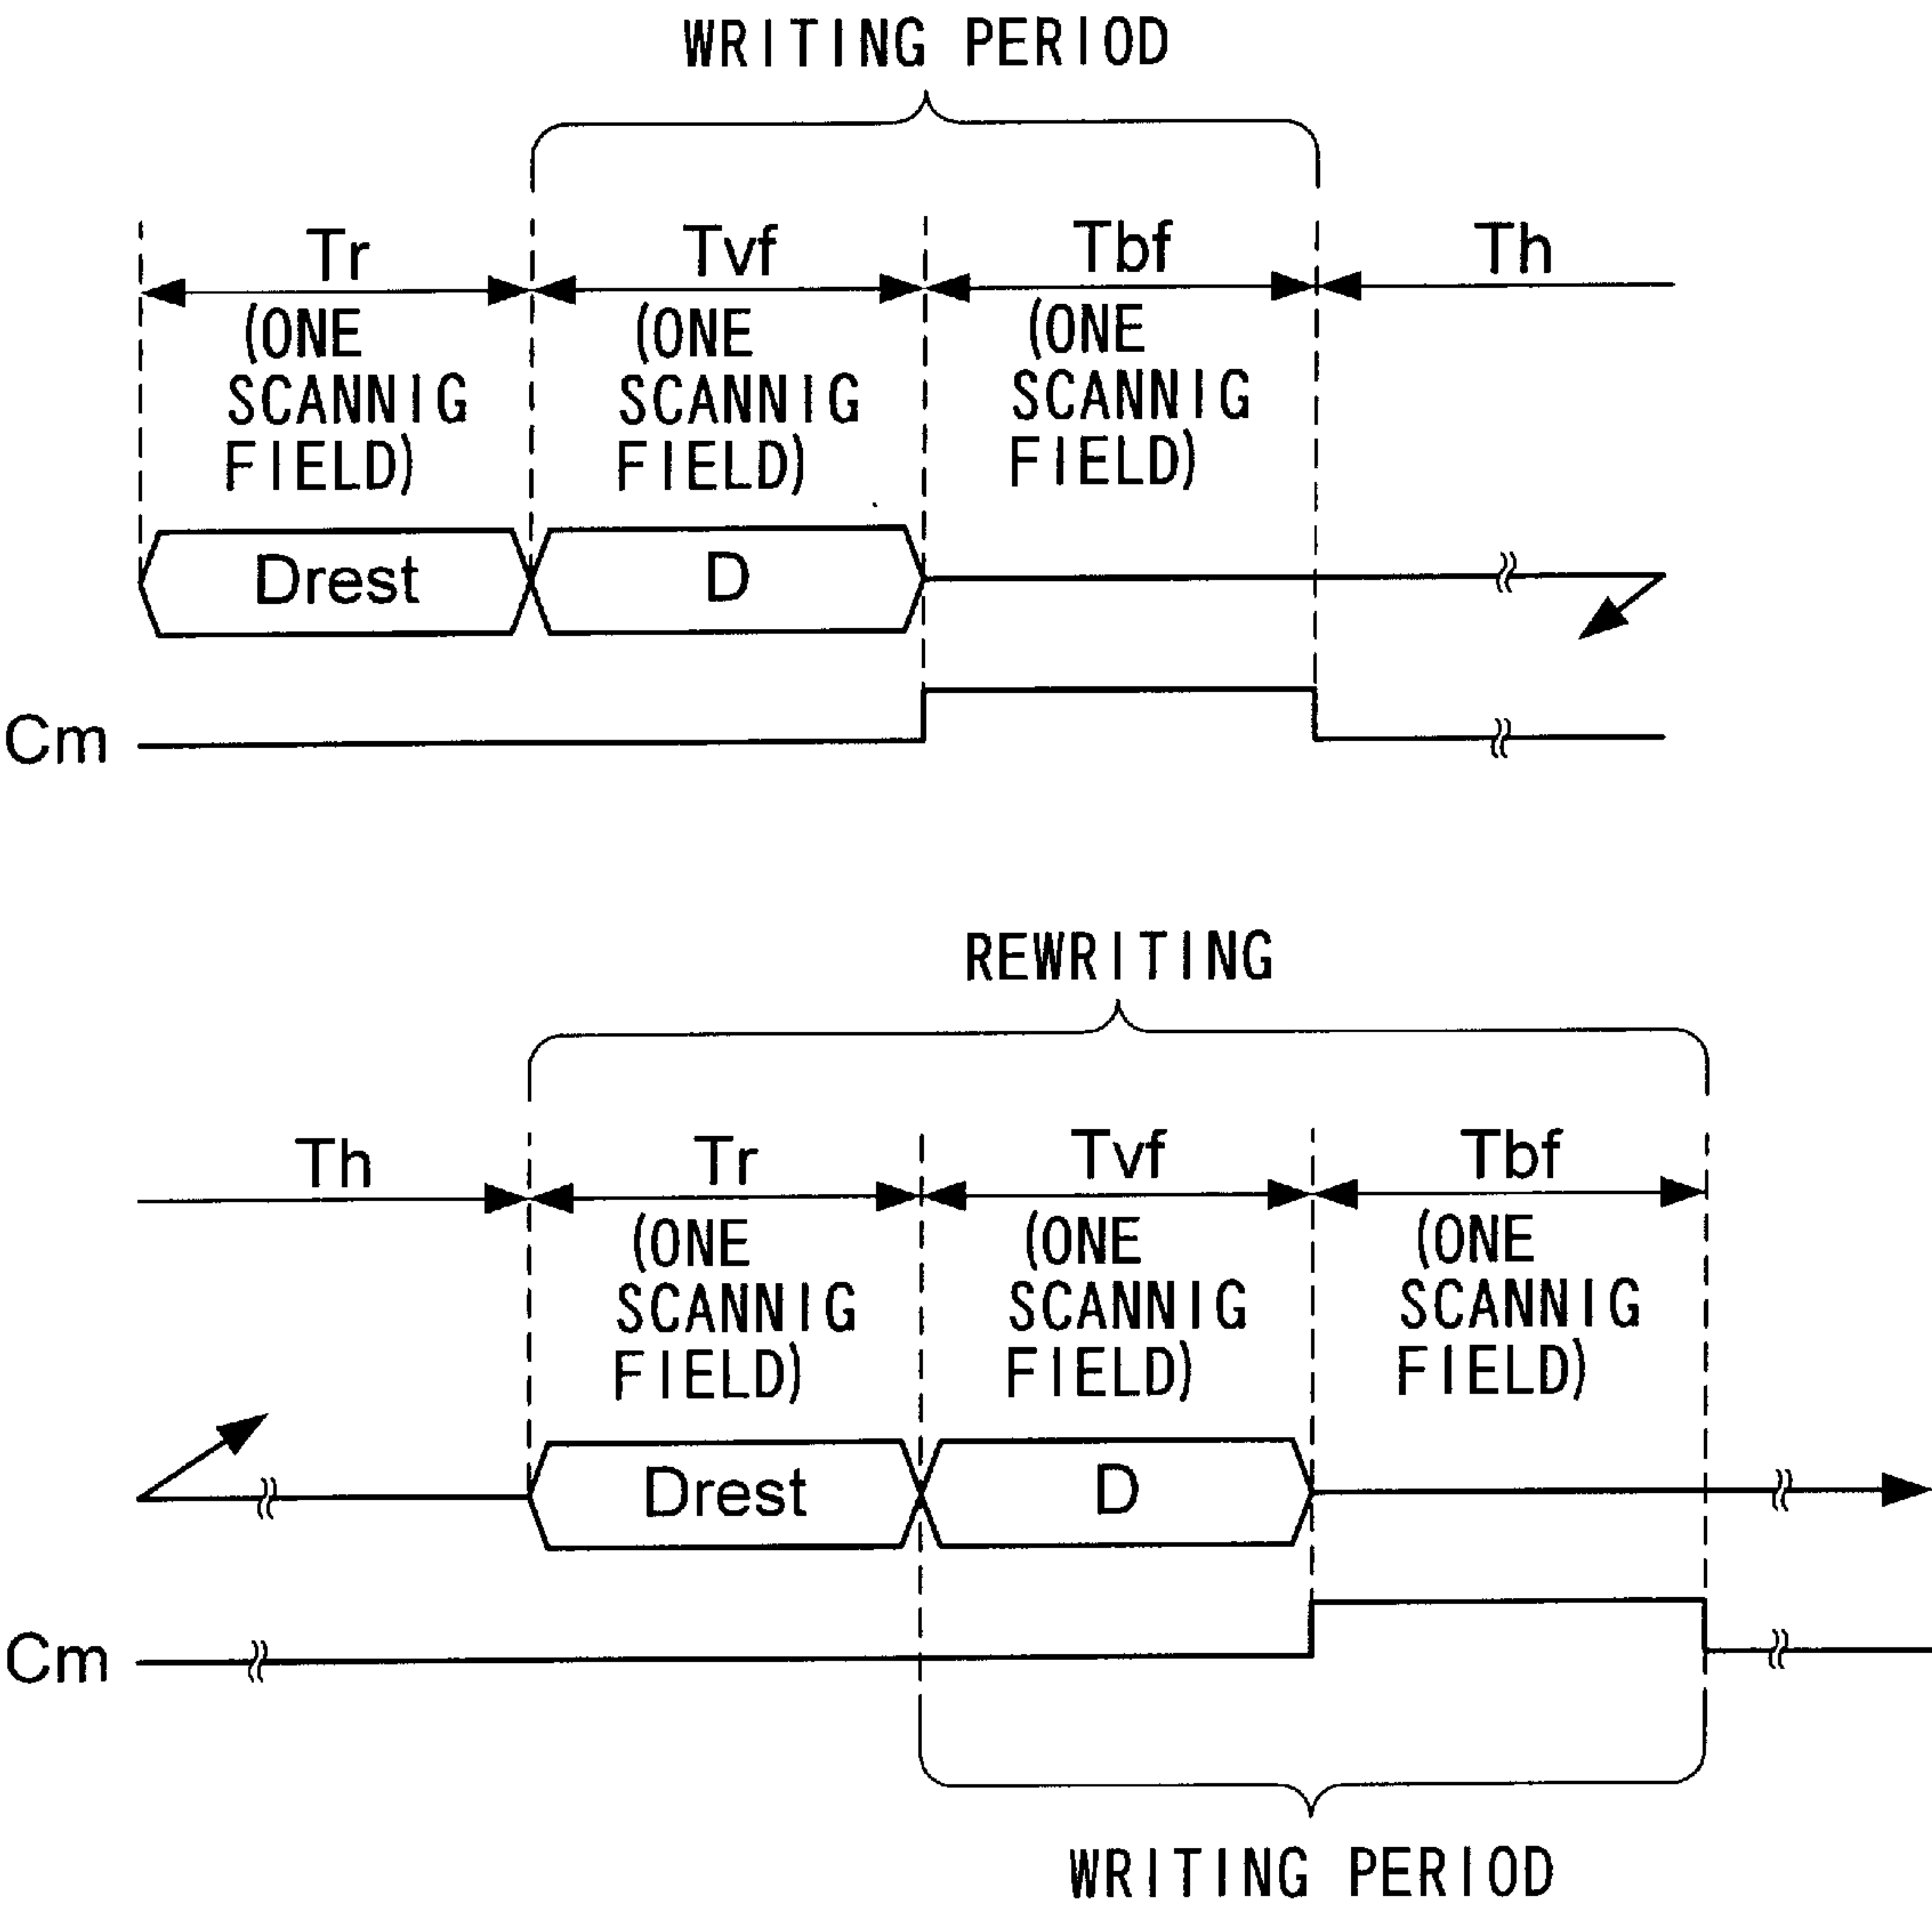 WRITING PERIOD
Tr Tvf Tbf Th
(ONE (ONE (ONE
SCANNIG SCANNIG SCANNIG
FIELD) FIELD) FIELD)
Drest D
Cm
REWRITING
Th Tr Tvf Tbf
(ONE (ONE (ONE
SCANNIG SCANNIG SCANNIG
FIELD) FIELD) FIELD)
Drest D
Cm
WRITING PERIOD